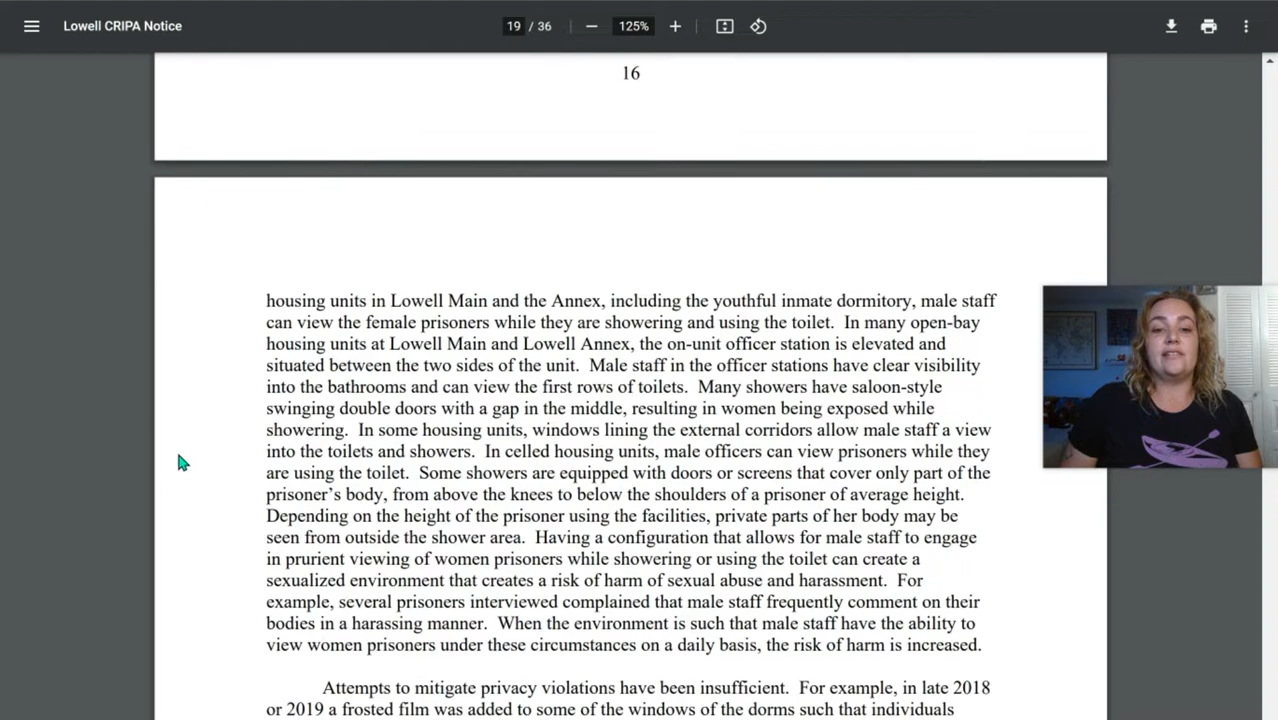 Lowell CRIPA Notice
19 / 36
125%
16
housing units in Lowell Main and the Annex, including the youthful inmate dormitory, male staff
can view the female prisoners while they are showering and using the toilet.  In many open-bay
housing units at Lowell Main and Lowell Annex, the on-unit officer station is elevated and
situated between the two sides of the unit.  Male staff in the officer stations have clear visibility
into the bathrooms and can view the first rows of toilets.  Many showers have saloon-style
swinging double doors with a gap in the middle, resulting in women being exposed while
showering.  In some housing units, windows lining the external corridors allow male staff a view
into the toilets and showers.  In celled housing units, male officers can view prisoners while they
are using the toilet.  Some showers are equipped with doors or screens that cover only part of the
prisoner's body, from above the knees to below the shoulders of a prisoner of average height.
Depending on the height of the prisoner using the facilities, private parts of her body may be
seen from outside the shower area.  Having a configuration that allows for male staff to engage
in prurient viewing of women prisoners while showering or using the toilet can create a
sexualized environment that creates a risk of harm of sexual abuse and harassment.  For
example, several prisoners interviewed complained that male staff frequently comment on their
bodies in a harassing manner.  When the environment is such that male staff have the ability to
view women prisoners under these circumstances on a daily basis, the risk of harm is increased.
Attempts to mitigate privacy violations have been insufficient.  For example, in late 2018
or 2019 a frosted film was added to some of the windows of the dorms such that individuals